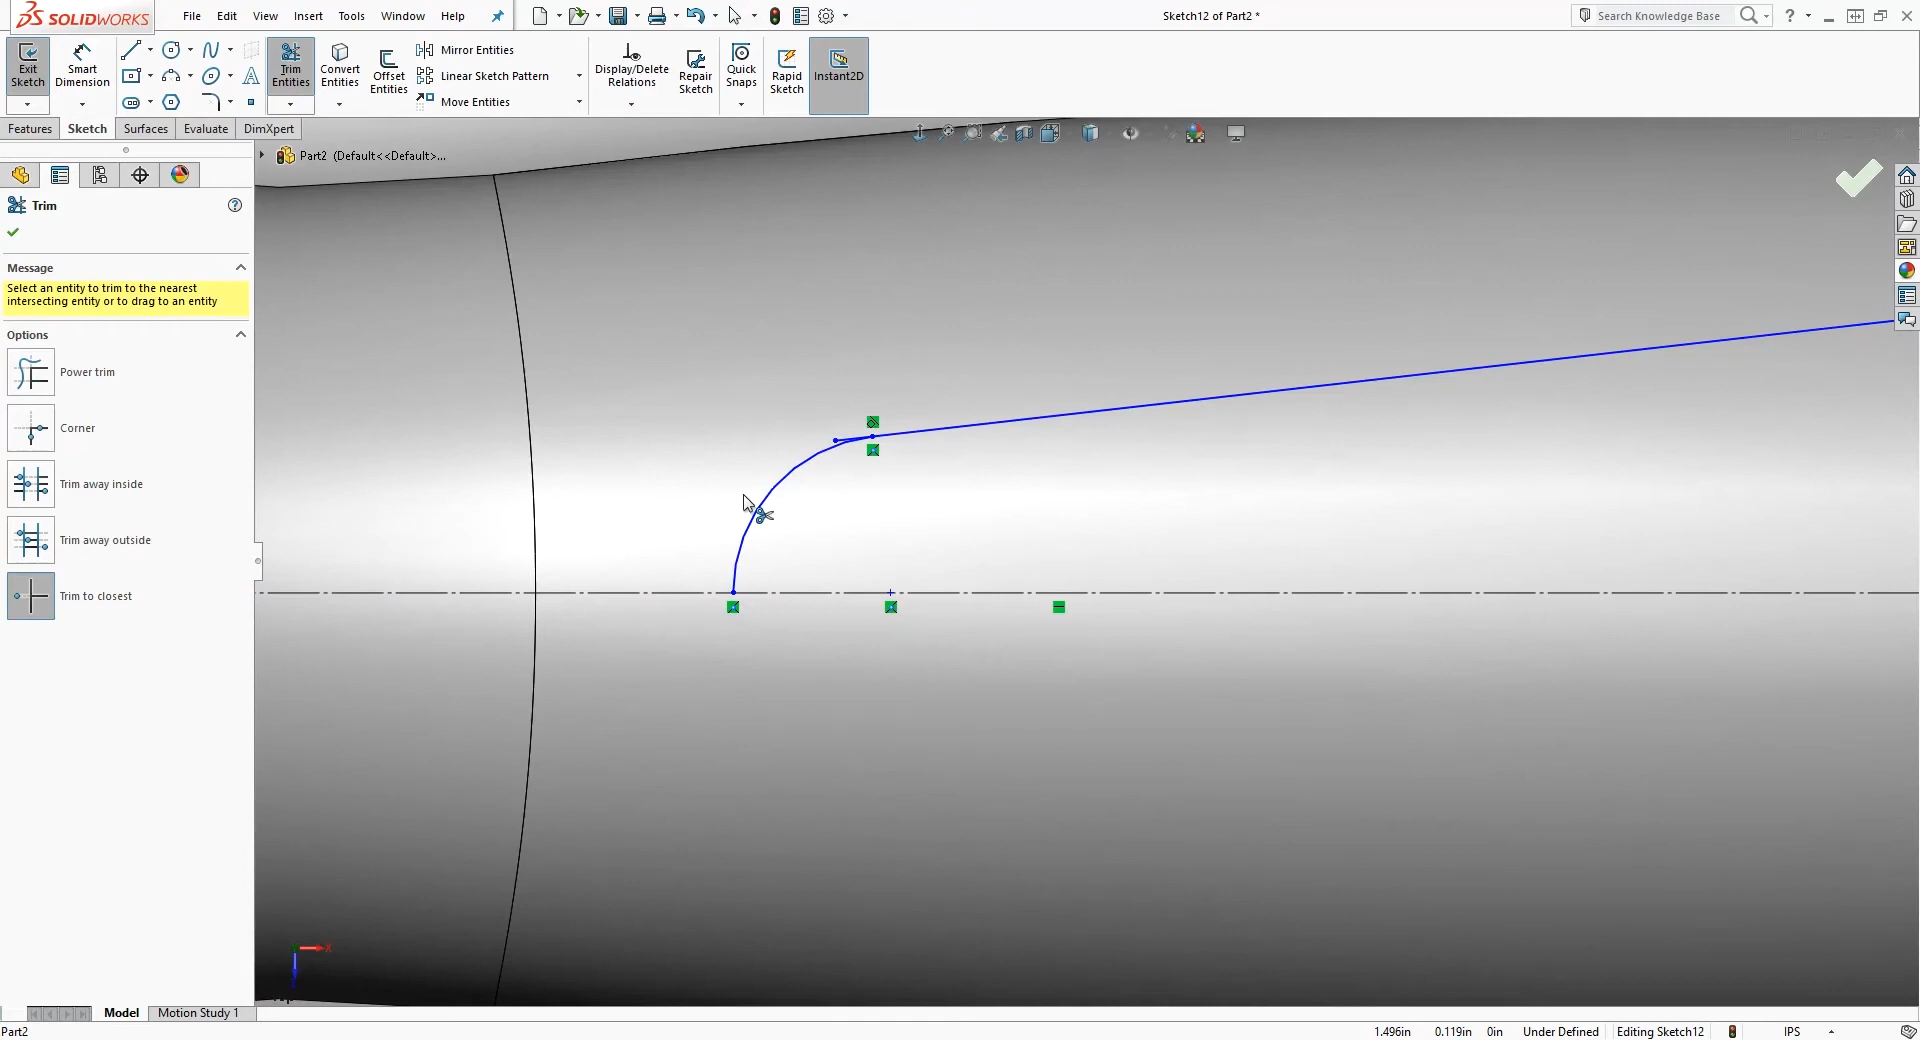 SOLIDWORKS
File Edit View Insert Tools Window Help
Sketch12 of Part2 *
Search Knowledge Base
?
Exit Sketch
Smart Dimension
Trim Entities
Convert Entities
Offset Entities
Mirror Entities
Linear Sketch Pattern
Move Entities
Display/Delete Relations
Repair Sketch
Quick Snaps
Rapid Sketch
Instant2D
Features Sketch Surfaces Evaluate DimXpert
Part2 (Default<<Default>...
Trim
?
Message
Select an entity to trim to the nearest
intersecting entity or to drag to an entity
Options
Power trim
Corner
Trim away inside
Trim away outside
Trim to closest
X
Model Motion Study 1
Part2
1.496in 0.119in 0in Under Defined Editing Sketch12 IPS